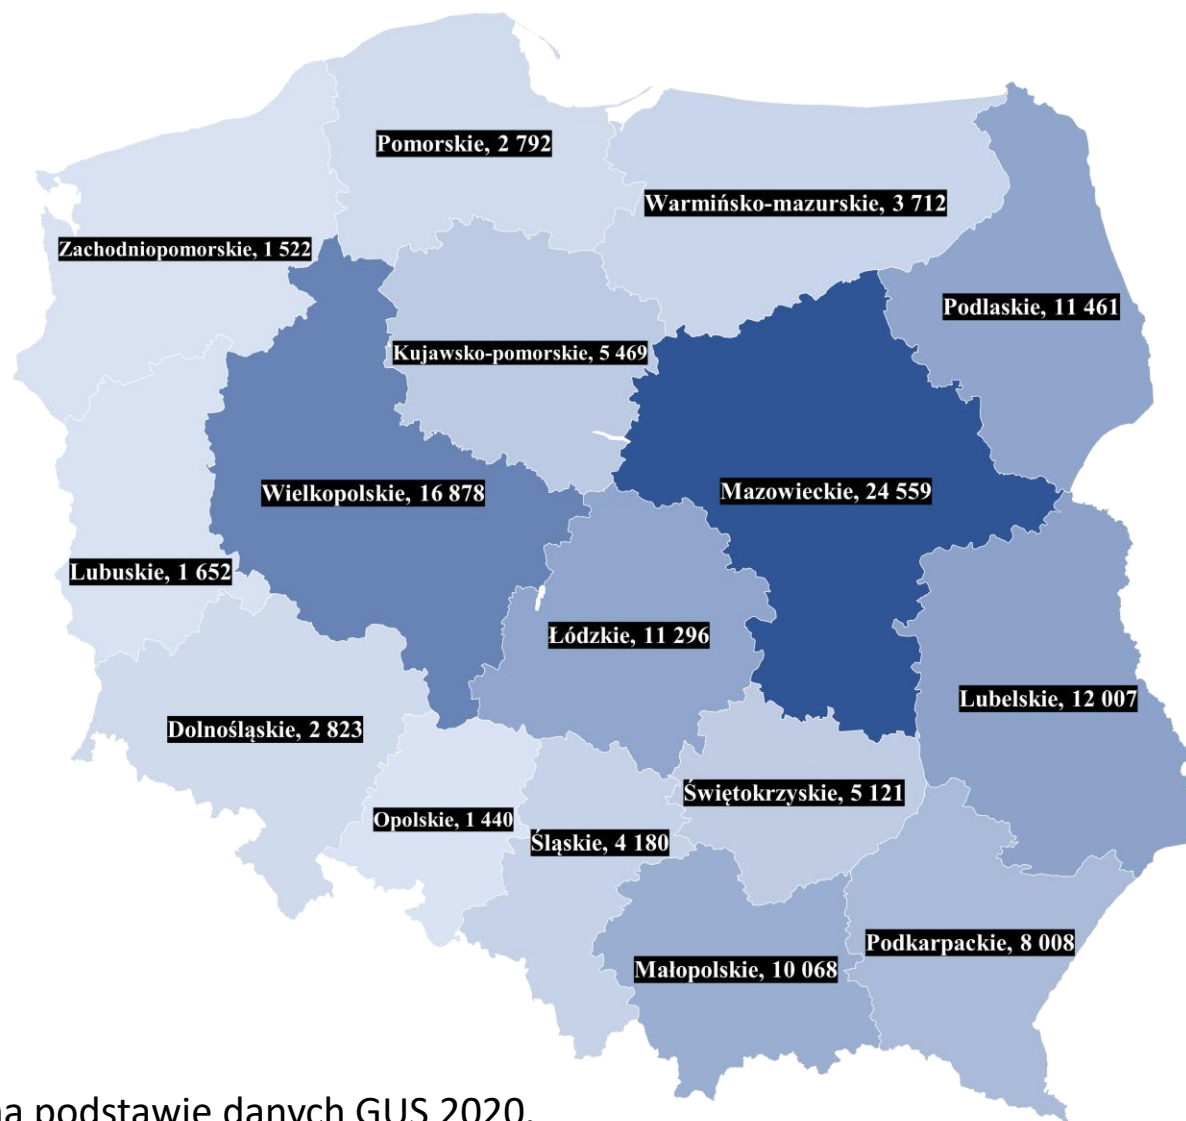 Pomorskie, 2 792
Warmińsko-mazurskie, 3 712
Zachodniopomorskie, 1 522
Podlaskie, 11 461
Kujawsko-pomorskie, 5 469
Wielkopolskie, 16 878
Mazowieckie, 24 559
Lubuskie, 1 652
Łódzkie, 11 296
Lubelskie, 12 007
Dolnośląskie, 2 823
Świętokrzyskie, 5 121
Opolskie, 1 440
Śląskie, 4 180
Podkarpackie, 8 008
Małopolskie, 10 068
na podstawie danych GUS 2020.